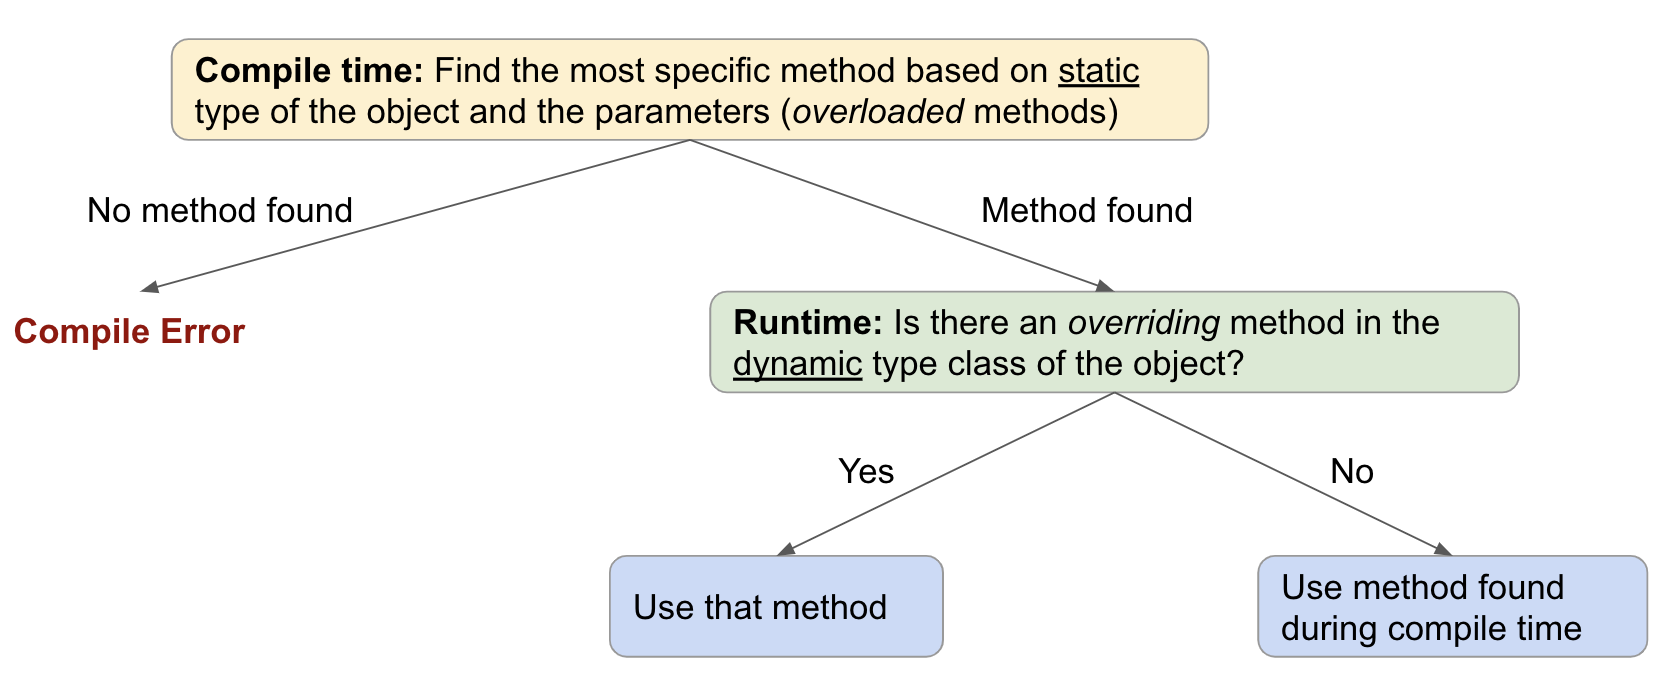 Compile time: Find the most specific method based on static
type of the object and the parameters (overloaded methods)
No method found
Method found
Compile Error
Runtime: Is there an overriding method in the
dynamic type class of the object?
Yes
No
Use that method
Use method found
during compile time